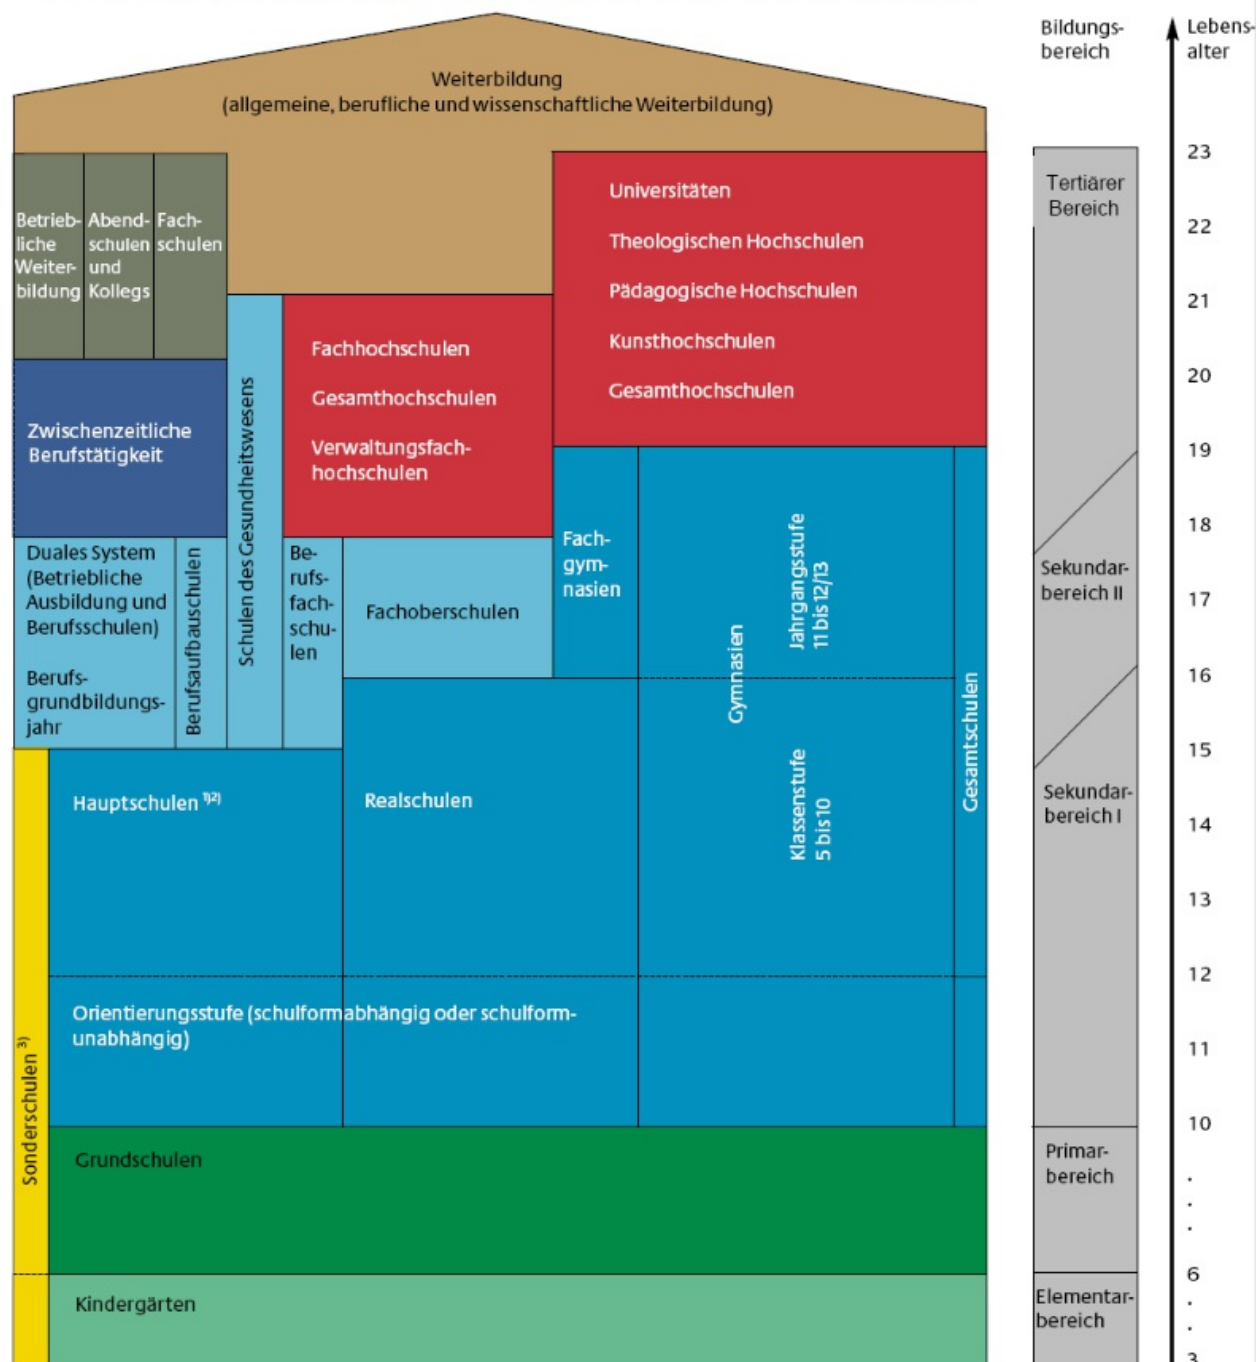 Bildungs-
bereich
Lebens-
alter
Weiterbildung
(allgemeine, berufliche und wissenschaftliche Weiterbildung)
Betrieb-
liche
Weiter-
bildung
Abend-
schulen
und
Kollegs
Fach-
schulen
Universitäten
Theologischen Hochschulen
Pädagogische Hochschulen
Kunsthochschulen
Gesamthochschulen
Fachhochschulen
Gesamthochschulen
Verwaltungsfach-
hochschulen
Zwischenzeitliche
Berufstätigkeit
Schulen des Gesundheitswesens
Duales System
(Betriebliche
Ausbildung und
Berufsschulen)
Berufs-
grundbildungs-
jahr
Berufsaufbauschulen
Be-
rufs-
fach-
schu-
len
Fachoberschulen
Fach-
gym-
nasien
Gymnasien
Jahrgangsstufe
11 bis 12/13
Klassenstufe
5 bis 10
Gesamtschulen
Hauptschulen 1)2)
Realschulen
Orientierungsstufe (schulformabhängig oder schulform-
unabhängig)
Sonderschulen 3)
Grundschulen
Kindergärten
Tertiärer
Bereich
Sekundar-
bereich II
Sekundar-
bereich I
Primar-
bereich
Elementar-
bereich
23
22
21
20
19
18
17
16
15
14
13
12
11
10
.
.
.
6
.
.
3